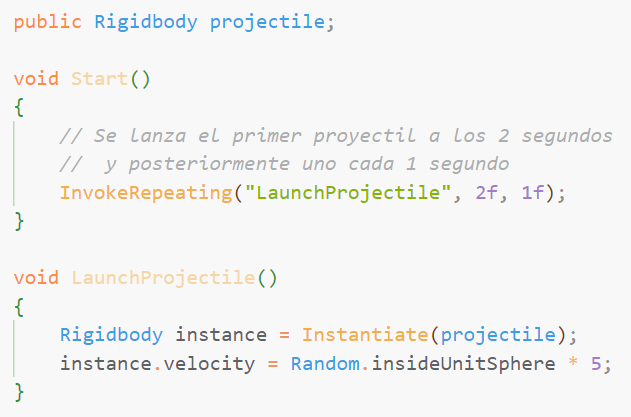 public Rigidbody projectile;
void Start()
{
// Se lanza el primer proyectil a los 2 segundos
//  y posteriormente uno cada 1 segundo
InvokeRepeating("LaunchProjectile", 2f, 1f);
}
void LaunchProjectile()
{
Rigidbody instance = Instantiate(projectile);
instance.velocity = Random.insideUnitSphere * 5;
}